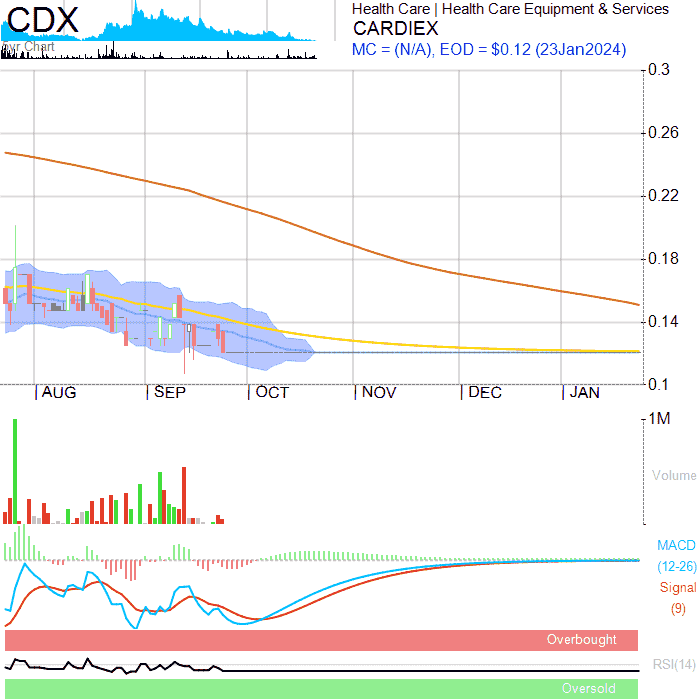 CDX
Health Care | Health Care Equipment & Services
CARDIEX
MC = (N/A), EOD = $0.12 (23Jan2024)
Chart
0.3
0.26
0.22
0.18
0.14
0.1
| AUG | SEP | OCT | NOV | DEC | JAN
1M
Volume
MACD
(12-26)
Signal
(9)
Overbought
RSI(14)
Oversold